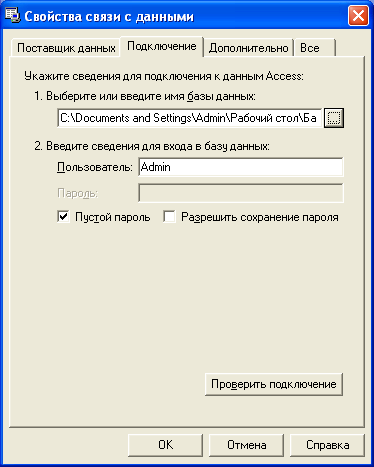 Свойства связи с данными
Поставщик данных Подключение Дополнительно Все
Укажите сведения для подключения к данным Access:
1. Выберите или введите имя базы данных:
C:\Documents and Settings\Admin\Рабочий стол\Ба ...
2. Введите сведения для входа в базу данных:
Пользователь: Admin
Пароль:
Пустой пароль Разрешить сохранение пароля
Проверить подключение
OK Отмена Справка